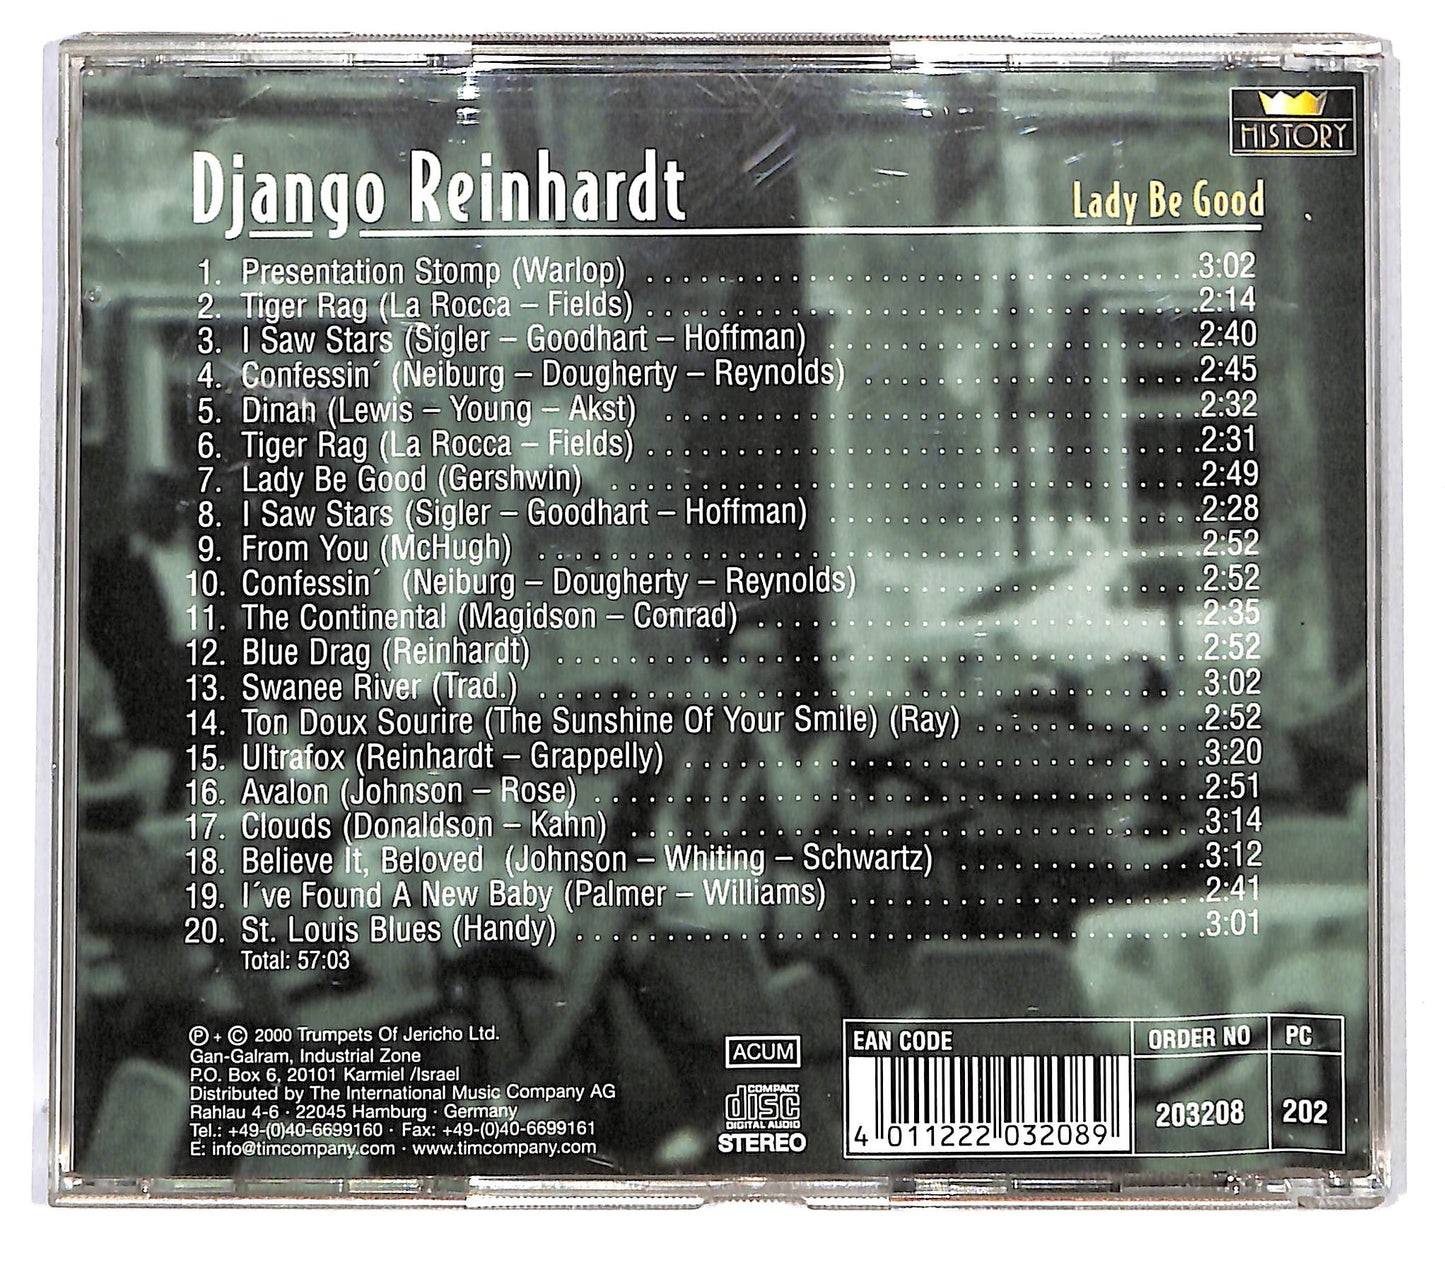 HISTORY
Django Reinhardt
Lady Be Good
1. Presentation Stomp (Warlop) 3:02
2. Tiger Rag (La Rocca – Fields) 2:14
3. I Saw Stars (Sigler – Goodhart – Hoffman) 2:40
4. Confessin´ (Neiburg – Dougherty – Reynolds) 2:45
5. Dinah (Lewis – Young – Akst) 2:32
6. Tiger Rag (La Rocca – Fields) 2:31
7. Lady Be Good (Gershwin) 2:49
8. I Saw Stars (Sigler – Goodhart – Hoffman) 2:28
9. From You (McHugh) 2:52
10. Confessin´ (Neiburg – Dougherty – Reynolds) 2:52
11. The Continental (Magidson – Conrad) 2:35
12. Blue Drag (Reinhardt) 2:52
13. Swanee River (Trad.) 3:02
14. Ton Doux Sourire (The Sunshine Of Your Smile) (Ray) 2:52
15. Ultrafox (Reinhardt – Grappelly) 3:20
16. Avalon (Johnson – Rose) 2:51
17. Clouds (Donaldson – Kahn) 3:14
18. Believe It, Beloved (Johnson – Whiting – Schwartz) 3:12
19. I´ve Found A New Baby (Palmer – Williams) 2:41
20. St. Louis Blues (Handy) 3:01
Total: 57:03
℗ + © 2000 Trumpets Of Jericho Ltd.
Gan-Galram, Industrial Zone
P.O. Box 6, 20101 Karmiel /Israel
Distributed by The International Music Company AG
Rahlau 4-6 · 22045 Hamburg · Germany
Tel.: +49-(0)40-6699160 · Fax: +49-(0)40-6699161
E: info@timcompany.com · www.timcompany.com
ACUM
COMPACT
disc
DIGITAL AUDIO
STEREO
EAN CODE
4 011222 032089
ORDER NO
203208
PC
202